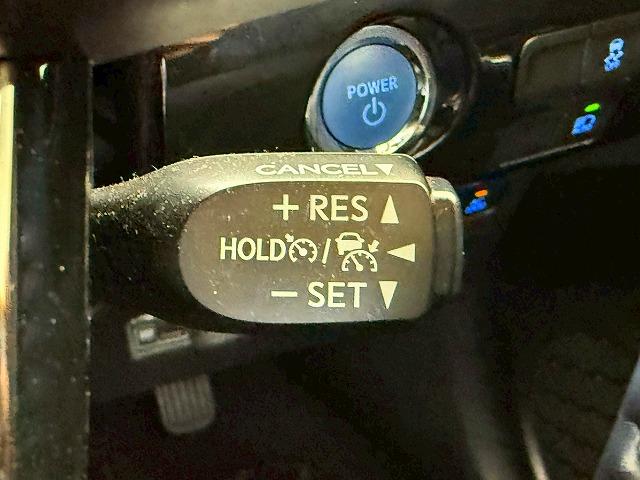 POWER
CANCEL▼
+ RES ▲
HOLD / ◀
− SET ▼